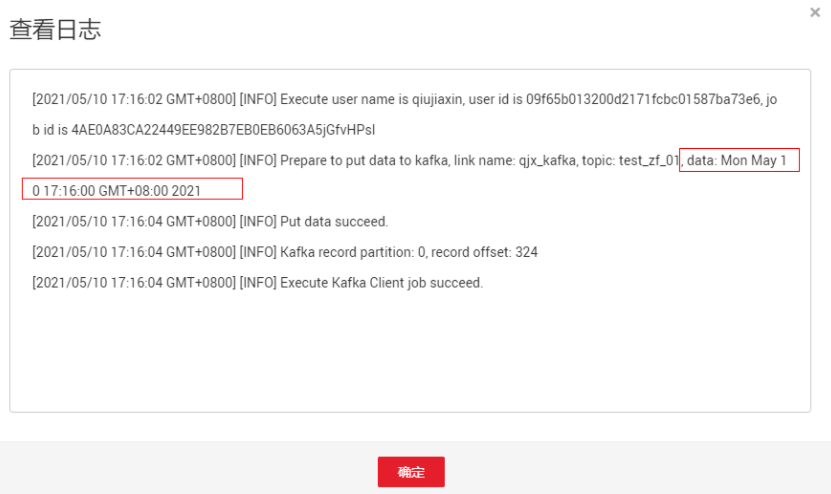 查看日志
[2021/05/10 17:16:02 GMT+0800] [INFO] Execute user name is qiujiaxin, user id is 09f65b013200d2171fcbc01587ba73e6, jo
b id is 4AE0A83CA22449EE982B7EB0EB6063A5jGfvHPsI
[2021/05/10 17:16:02 GMT+0800] [INFO] Prepare to put data to kafka, link name: qjx_kafka, topic: test_zf_01, data: Mon May 1
0 17:16:00 GMT+08:00 2021
[2021/05/10 17:16:04 GMT+0800] [INFO] Put data succeed.
[2021/05/10 17:16:04 GMT+0800] [INFO] Kafka record partition: 0, record offset: 324
[2021/05/10 17:16:04 GMT+0800] [INFO] Execute Kafka Client job succeed.
确定